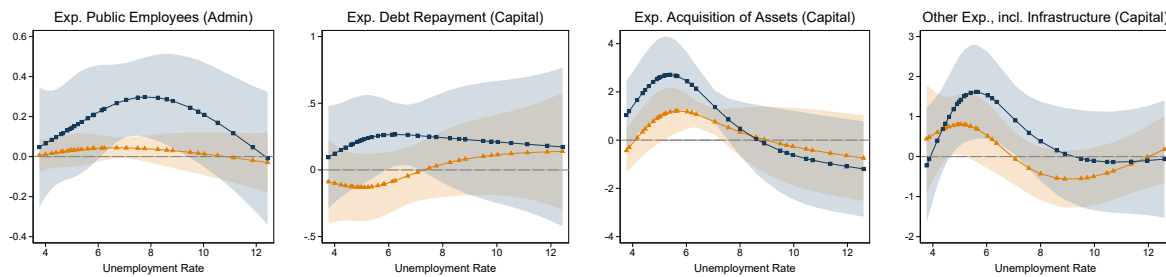 Exp. Public Employees (Admin)
0.6
0.4
0.2
0.0
-0.2
-0.4
4 6 8 10 12
Unemployment Rate
Exp. Debt Repayment (Capital)
1
.5
0
-.5
4 6 8 10 12
Unemployment Rate
Exp. Acquisition of Assets (Capital)
4
2
0
-2
-4
4 6 8 10 12
Unemployment Rate
Other Exp., incl. Infrastructure (Capital)
3
2
1
0
-1
-2
4 6 8 10 12
Unemployment Rate